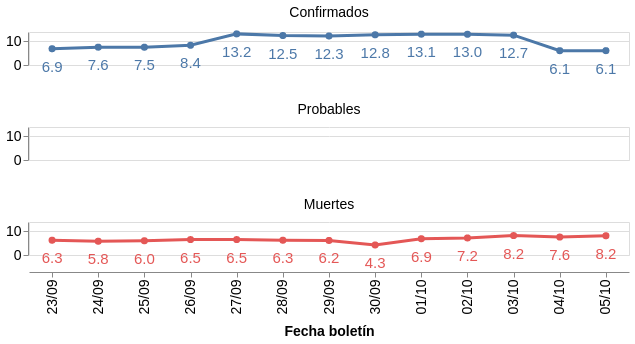 Confirmados
10
0
6.9 7.6 7.5 8.4 13.2 12.5 12.3 12.8 13.1 13.0 12.7 6.1 6.1
Probables
10
0
Muertes
10
0
6.3 5.8 6.0 6.5 6.5 6.3 6.2 4.3 6.9 7.2 8.2 7.6 8.2
23/09 24/09 25/09 26/09 27/09 28/09 29/09 30/09 01/10 02/10 03/10 04/10 05/10
Fecha boletín